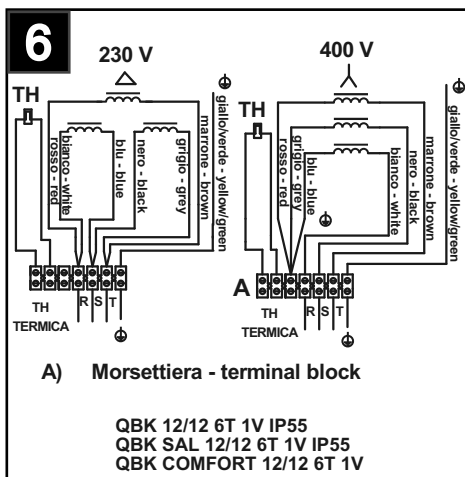 6
230 V
400 V
TH
TH
rosso - red
bianco - white
blu - blue
nero - black
grigio - grey
marrone - brown
giallo/verde - yellow/green
rosso - red
grigio - grey
blu - blue
bianco - white
nero - black
marrone - brown
giallo/verde - yellow/green
A
TH
TERMICA
R S T
TH
TERMICA
R S T
A) Morsettiera - terminal block
QBK 12/12 6T 1V IP55
QBK SAL 12/12 6T 1V IP55
QBK COMFORT 12/12 6T 1V